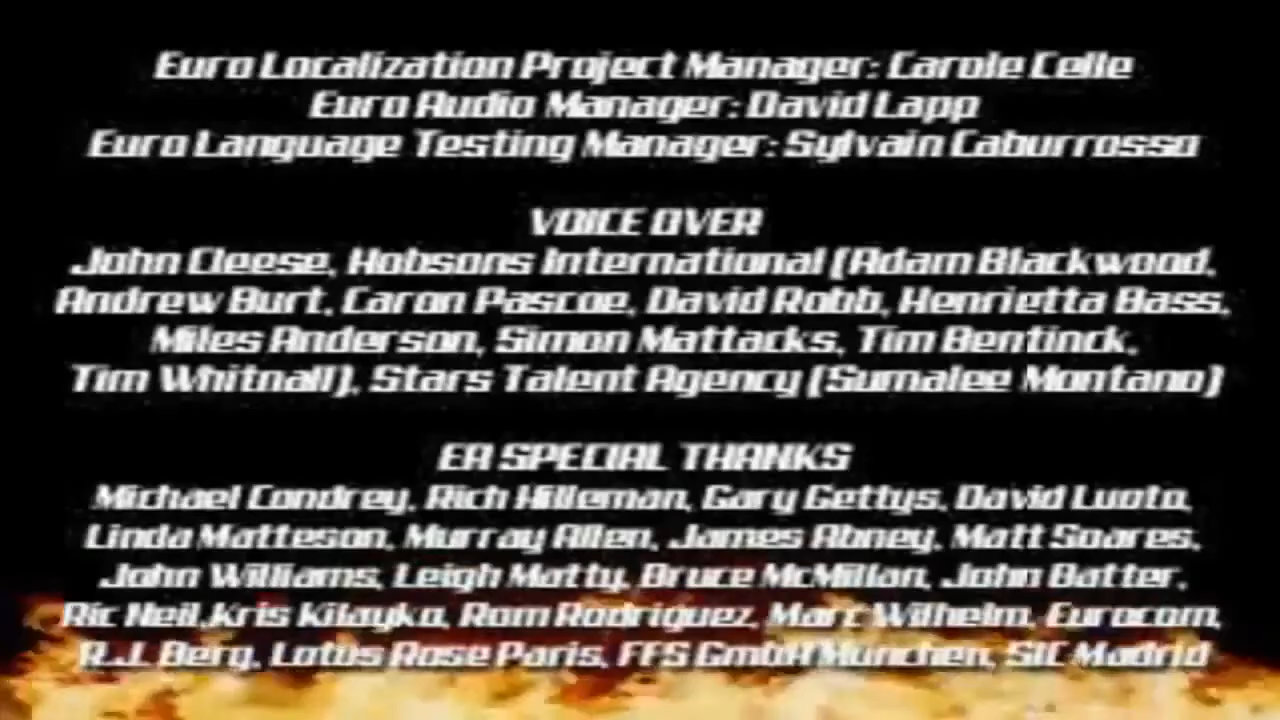 Euro Localization Project Manager: Carole Celle
Euro Audio Manager: David Lapp
Euro Language Testing Manager: Sylvain Caburrosso
VOICE OVER
John Cleese, Hobsons International (Adam Blackwood,
Andrew Burt, Caron Pascoe, David Robb, Henrietta Bass,
Miles Anderson, Simon Mattacks, Tim Bentinck,
Tim Whitnall), Stars Talent Agency (Sumalee Montano)
EA SPECIAL THANKS
Michael Condrey, Rich Hilleman, Gary Gettys, David Luoto,
Linda Matteson, Murray Allen, James Abney, Matt Soares,
John Williams, Leigh Matty, Bruce McMillan, John Batter,
Ric Neil,Kris Kilayko, Rom Rodriguez, Marc Wilhelm, Eurocom,
R.J. Berg, Lotus Rose Paris, FFS GmbH Munchen, SIC Madrid